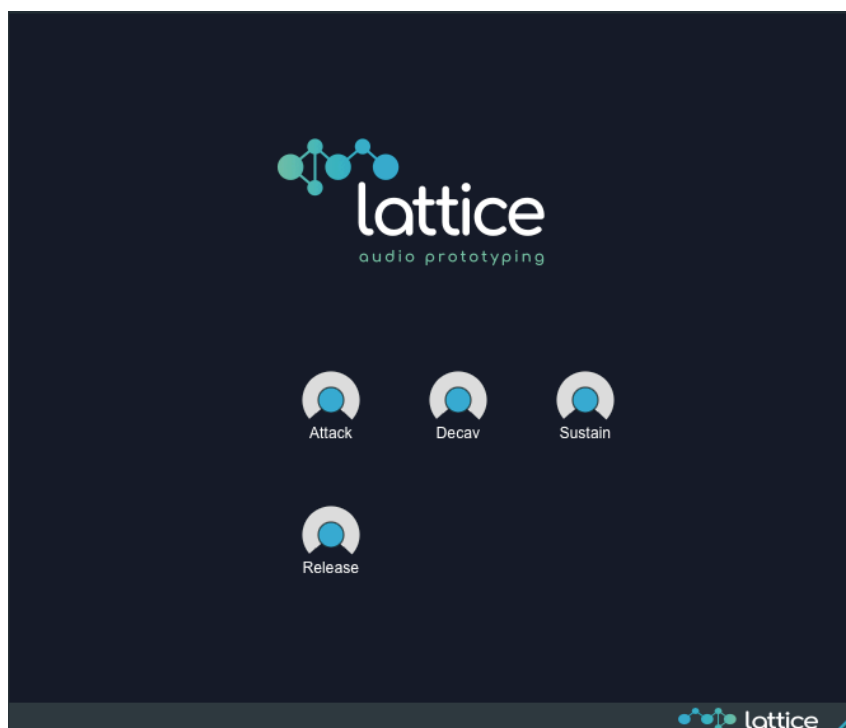 lattice
audio prototyping
Attack Decav Sustain
Release
lattice